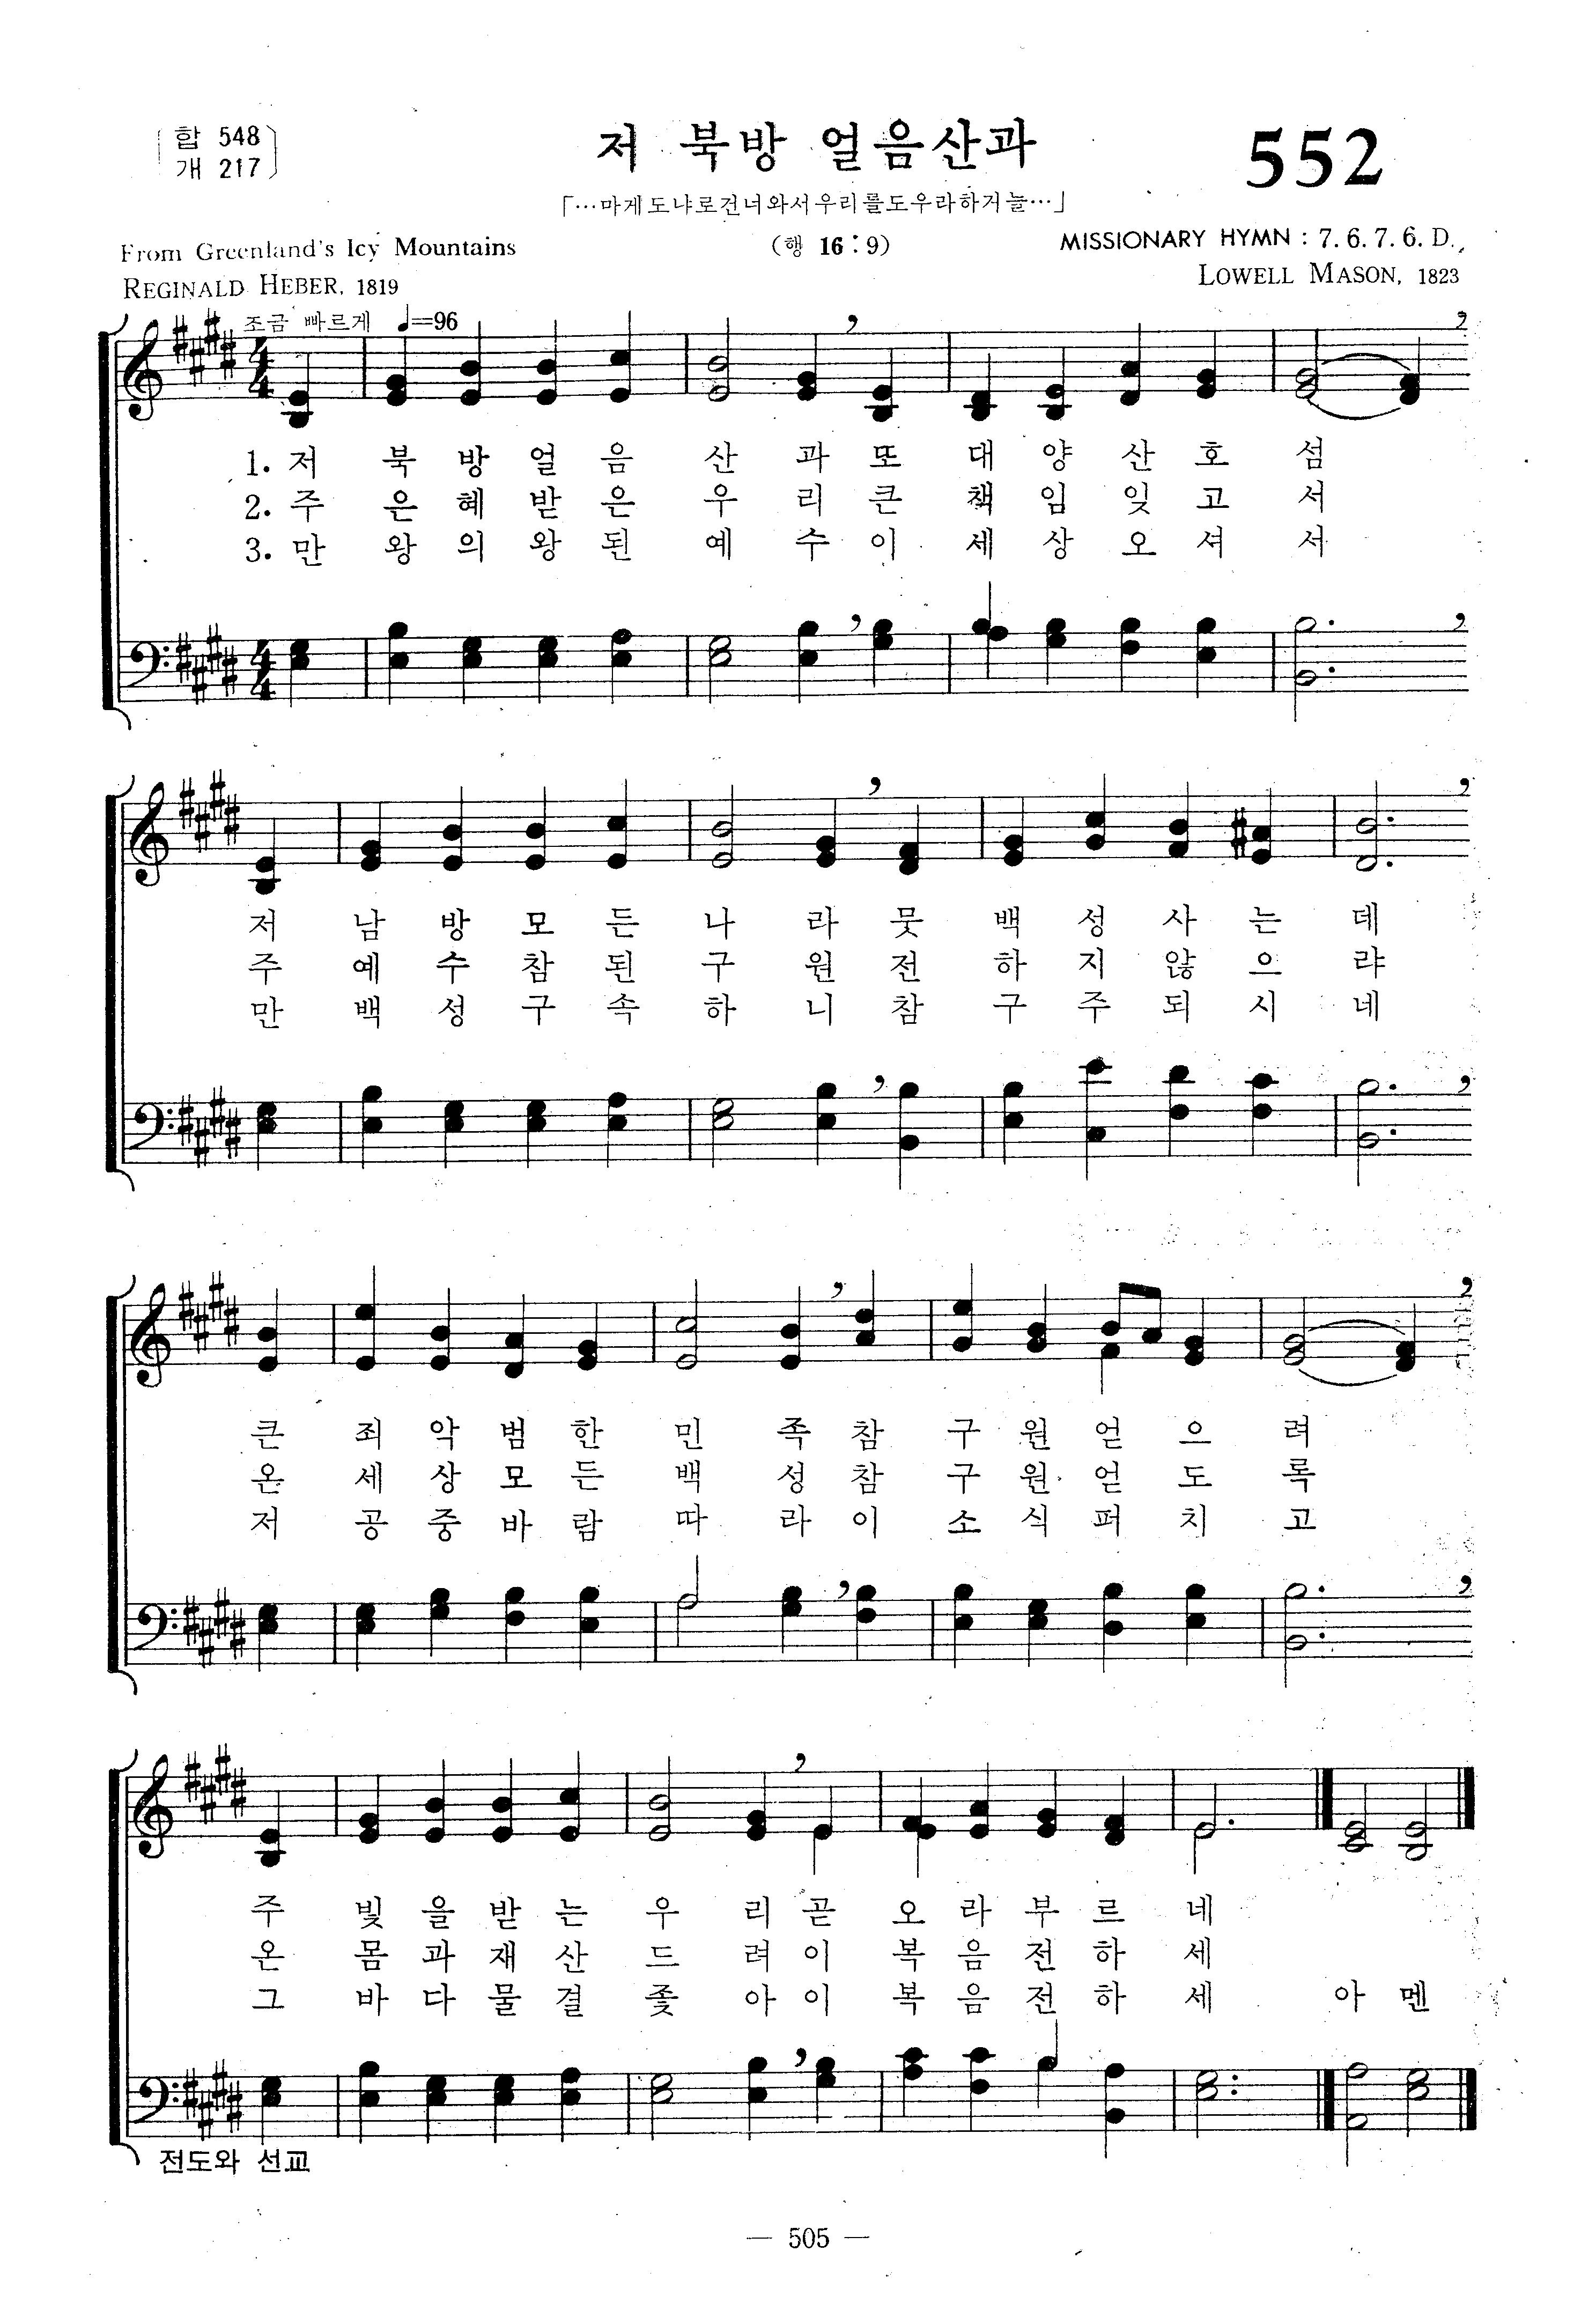 합 548
개 217
저 북방 얼음산과
552
「…마게도냐로건너와서우리를도우라하거늘…」
From Greenland's Icy Mountains
(행 16:9)
MISSIONARY HYMN : 7. 6. 7. 6. D.
REGINALD HEBER, 1819
LOWELL MASON, 1823
조금 빠르게 ♩=96
1. 저 북 방 얼 음 산 과 또 대 양 산 호 섬
2. 주 은 혜 받 은 우 리 큰 책 임 잊 고 서
3. 만 왕 의 왕 된 예 수 이 세 상 오 셔 서
저 남 방 모 든 나 라 뭇 백 성 사 는 데
주 예 수 참 된 구 원 전 하 지 않 으 랴
만 백 성 구 속 하 니 참 구 주 되 시 네
큰 죄 악 범 한 민 족 참 구 원 얻 으 려
온 세 상 모 든 백 성 참 구 원 얻 도 록
저 공 중 바 람 따 라 이 소 식 퍼 치 고
주 빛 을 받 는 우 리 곧 오 라 부 르 네
온 몸 과 재 산 드 려 이 복 음 전 하 세
그 바 다 물 결 좇 아 이 복 음 전 하 세 아 멘
전도와 선교
— 505 —